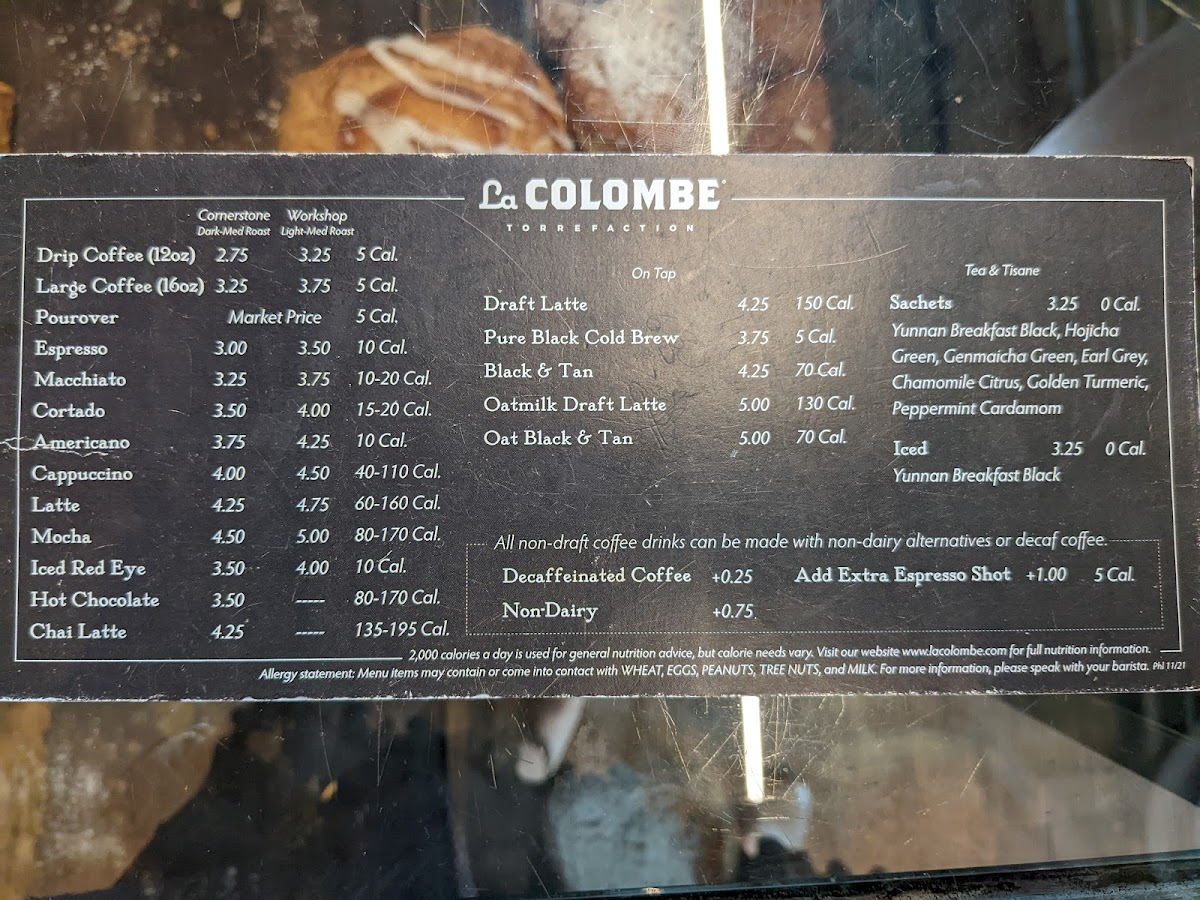 La COLOMBE
TORREFACTION
Cornerstone Workshop
Dark-Med Roast Light-Med Roast
Drip Coffee (12oz) 2.75 3.25 5 Cal.
Large Coffee (16oz) 3.25 3.75 5 Cal.
Pourover Market Price 5 Cal.
Espresso 3.00 3.50 10 Cal.
Macchiato 3.25 3.75 10-20 Cal.
Cortado 3.50 4.00 15-20 Cal.
Americano 3.75 4.25 10 Cal.
Cappuccino 4.00 4.50 40-110 Cal.
Latte 4.25 4.75 60-160 Cal.
Mocha 4.50 5.00 80-170 Cal.
Iced Red Eye 3.50 4.00 10 Cal.
Hot Chocolate 3.50 ----- 80-170 Cal.
Chai Latte 4.25 ----- 135-195 Cal.
On Tap
Draft Latte 4.25 150 Cal.
Pure Black Cold Brew 3.75 5 Cal.
Black & Tan 4.25 70 Cal.
Oatmilk Draft Latte 5.00 130 Cal.
Oat Black & Tan 5.00 70 Cal.
Tea & Tisane
Sachets 3.25 0 Cal.
Yunnan Breakfast Black, Hojicha
Green, Genmaicha Green, Earl Grey,
Chamomile Citrus, Golden Turmeric,
Peppermint Cardamom
Iced 3.25 0 Cal.
Yunnan Breakfast Black
All non-draft coffee drinks can be made with non-dairy alternatives or decaf coffee.
Decaffeinated Coffee +0.25 Add Extra Espresso Shot +1.00 5 Cal.
Non-Dairy +0.75
2,000 calories a day is used for general nutrition advice, but calorie needs vary. Visit our website www.lacolombe.com for full nutrition information.
Allergy statement: Menu items may contain or come into contact with WHEAT, EGGS, PEANUTS, TREE NUTS, and MILK. For more information, please speak with your barista. Phl 11/21